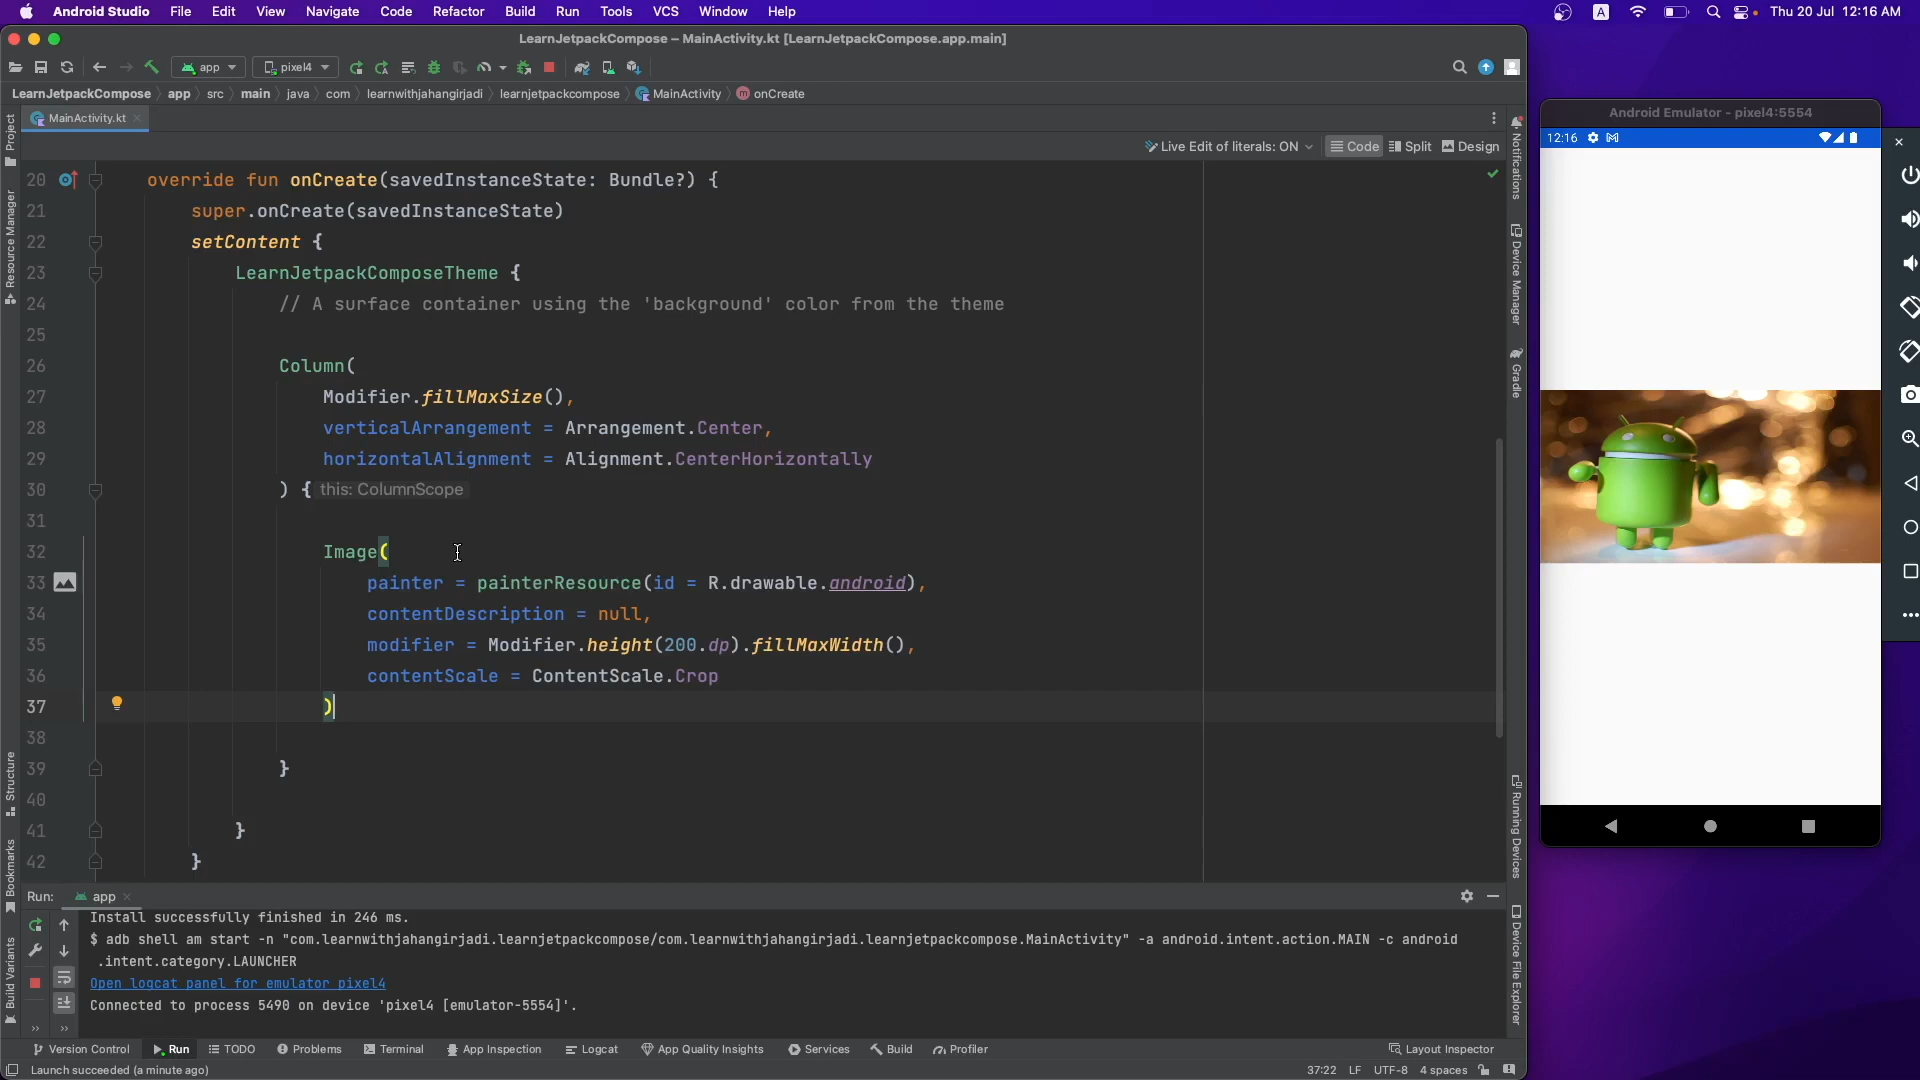 Android Studio File Edit View Navigate Code Refactor Build Run Tools VCS Window Help
A Thu 20 Jul 12:16 AM
LearnJetpackCompose – MainActivity.kt [LearnJetpackCompose.app.main]
app pixel4
LearnJetpackCompose app src main java com learnwithjahangirjadi learnjetpackcompose MainActivity onCreate
MainActivity.kt
Live Edit of literals: ON Code Split Design
20 override fun onCreate(savedInstanceState: Bundle?) {
21 super.onCreate(savedInstanceState)
22 setContent {
23 LearnJetpackComposeTheme {
24 // A surface container using the 'background' color from the theme
25
26 Column(
27 Modifier.fillMaxSize(),
28 verticalArrangement = Arrangement.Center,
29 horizontalAlignment = Alignment.CenterHorizontally
30 ) { this: ColumnScope
31
32 Image(
33 painter = painterResource(id = R.drawable.android),
34 contentDescription = null,
35 modifier = Modifier.height(200.dp).fillMaxWidth(),
36 contentScale = ContentScale.Crop
37 )
38
39 }
40
41 }
42 }
Project
Resource Manager
Structure
Bookmarks
Build Variants
Notifications
Device Manager
Gradle
Running Devices
Device File Explorer
Run: app
Install successfully finished in 246 ms.
$ adb shell am start -n "com.learnwithjahangirjadi.learnjetpackcompose/com.learnwithjahangirjadi.learnjetpackcompose.MainActivity" -a android.intent.action.MAIN -c android
.intent.category.LAUNCHER
Open logcat panel for emulator pixel4
Connected to process 5490 on device 'pixel4 [emulator-5554]'.
Version Control Run TODO Problems Terminal App Inspection Logcat App Quality Insights Services Build Profiler Layout Inspector
Launch succeeded (a minute ago) 37:22 LF UTF-8 4 spaces
Android Emulator - pixel4:5554
12:16